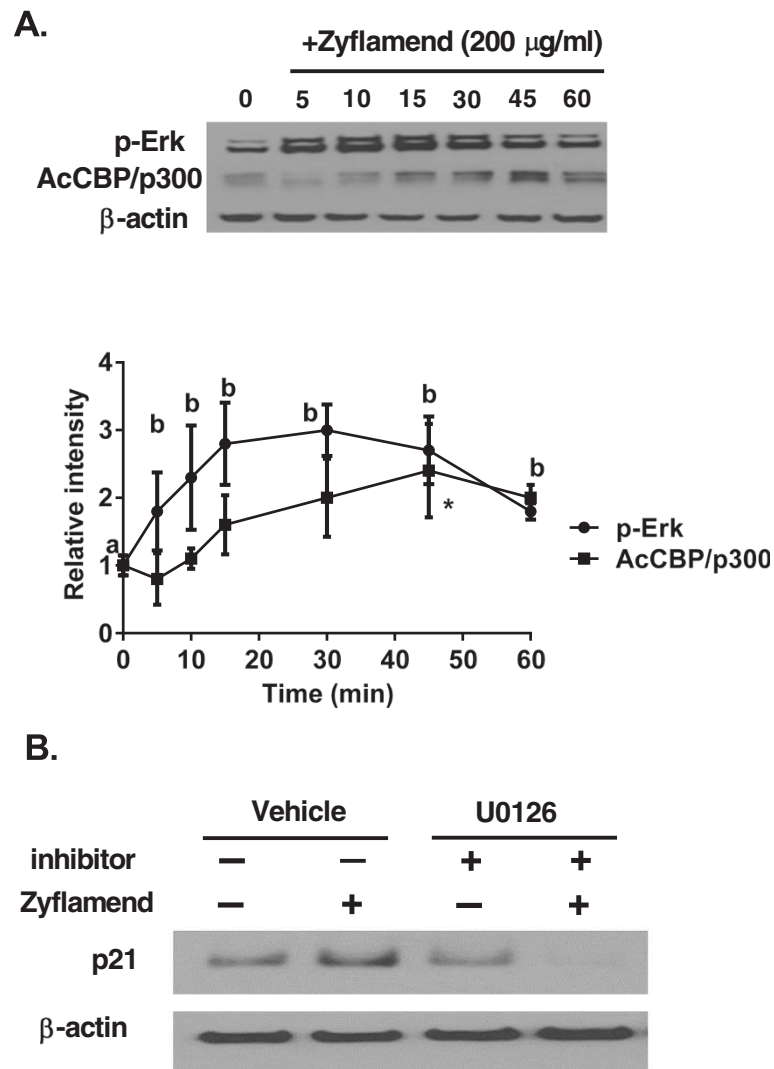 A.
+Zyflamend (200 μg/ml)
0 5 10 15 30 45 60
p-Erk
AcCBP/p300
β-actin
4
3
2
1
0
Relative intensity
a
b
b
b
b
b
b
*
p-Erk
AcCBP/p300
0 10 20 30 40 50 60
Time (min)
B.
Vehicle U0126
inhibitor − − + +
Zyflamend − + − +
p21
β-actin